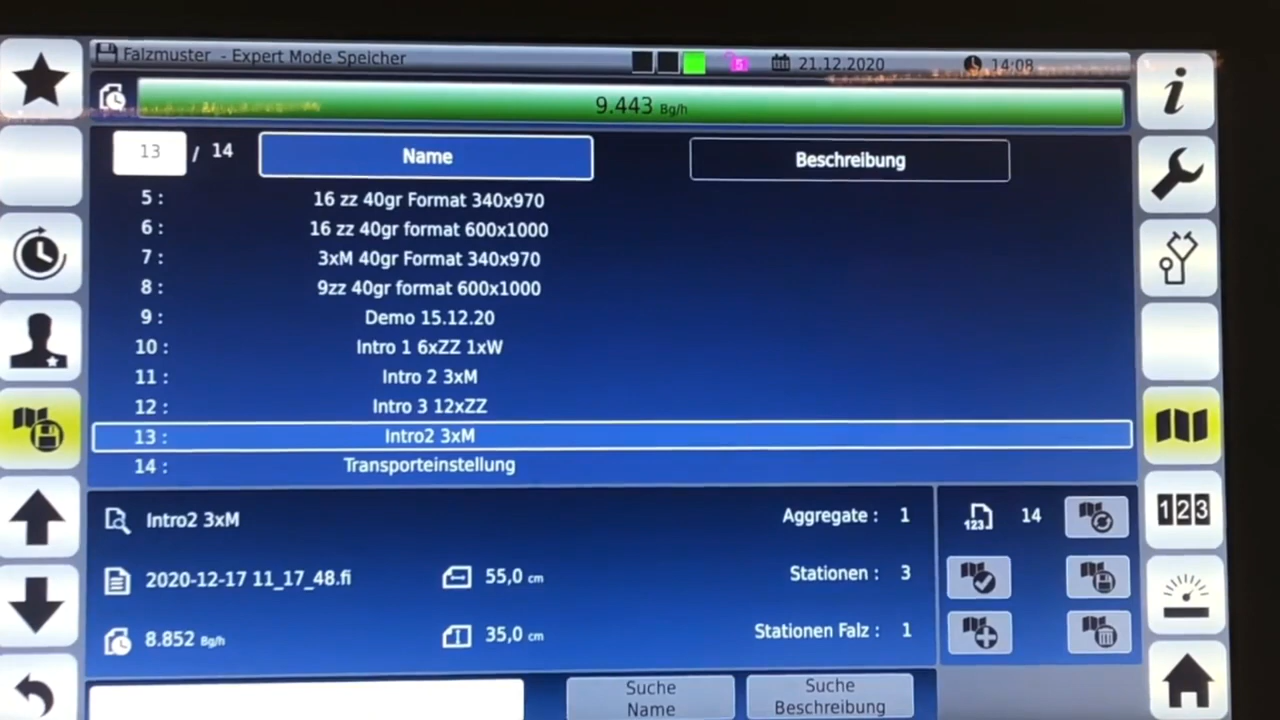 Falzmuster - Expert Mode Speicher 5 21.12.2020 14:08
9.443 Bg/h
13 / 14 Name Beschreibung
5 : 16 zz 40gr Format 340x970
6 : 16 zz 40gr format 600x1000
7 : 3xM 40gr Format 340x970
8 : 9zz 40gr format 600x1000
9 : Demo 15.12.20
10 : Intro 1 6xZZ 1xW
11 : Intro 2 3xM
12 : Intro 3 12xZZ
13 : Intro2 3xM
14 : Transporteinstellung
Intro2 3xM Aggregate : 1 123 14
2020-12-17 11_17_48.fi 55,0 cm Stationen : 3
8.852 Bg/h 35,0 cm Stationen Falz : 1
Suche Name
Suche Beschreibung
123